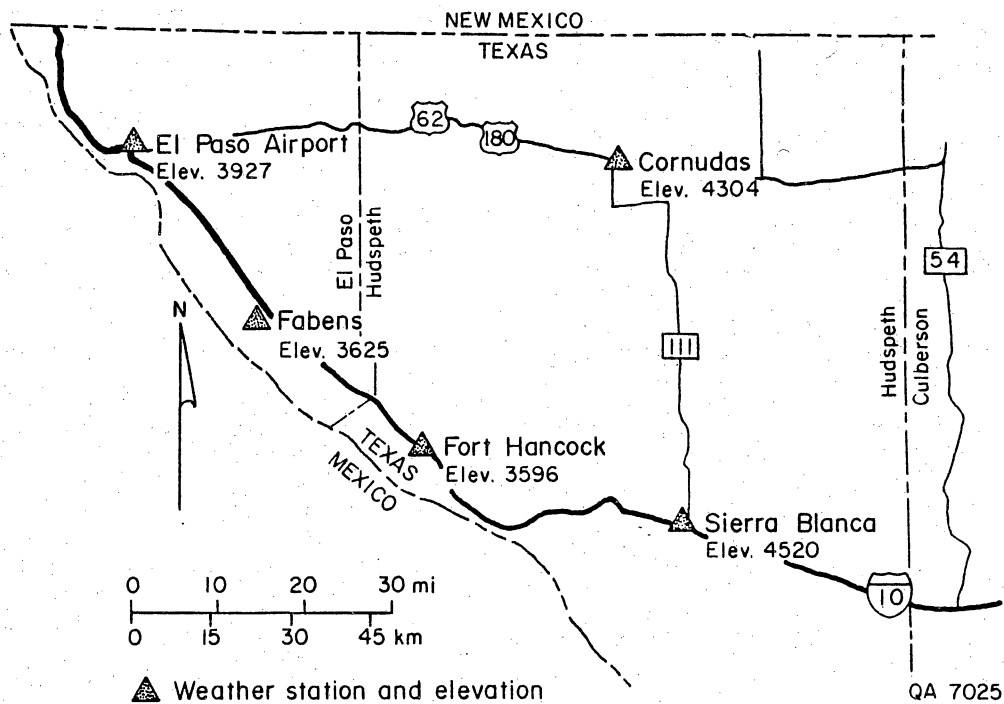 NEW MEXICO
TEXAS
62
180
El Paso Airport
Elev. 3927
Cornudas
Elev. 4304
El Paso
Hudspeth
54
N
Fabens
Elev. 3625
111
Hudspeth
Culberson
TEXAS
MEXICO
Fort Hancock
Elev. 3596
Sierra Blanca
Elev. 4520
10
0 10 20 30 mi
0 15 30 45 km
Weather station and elevation
QA 7025